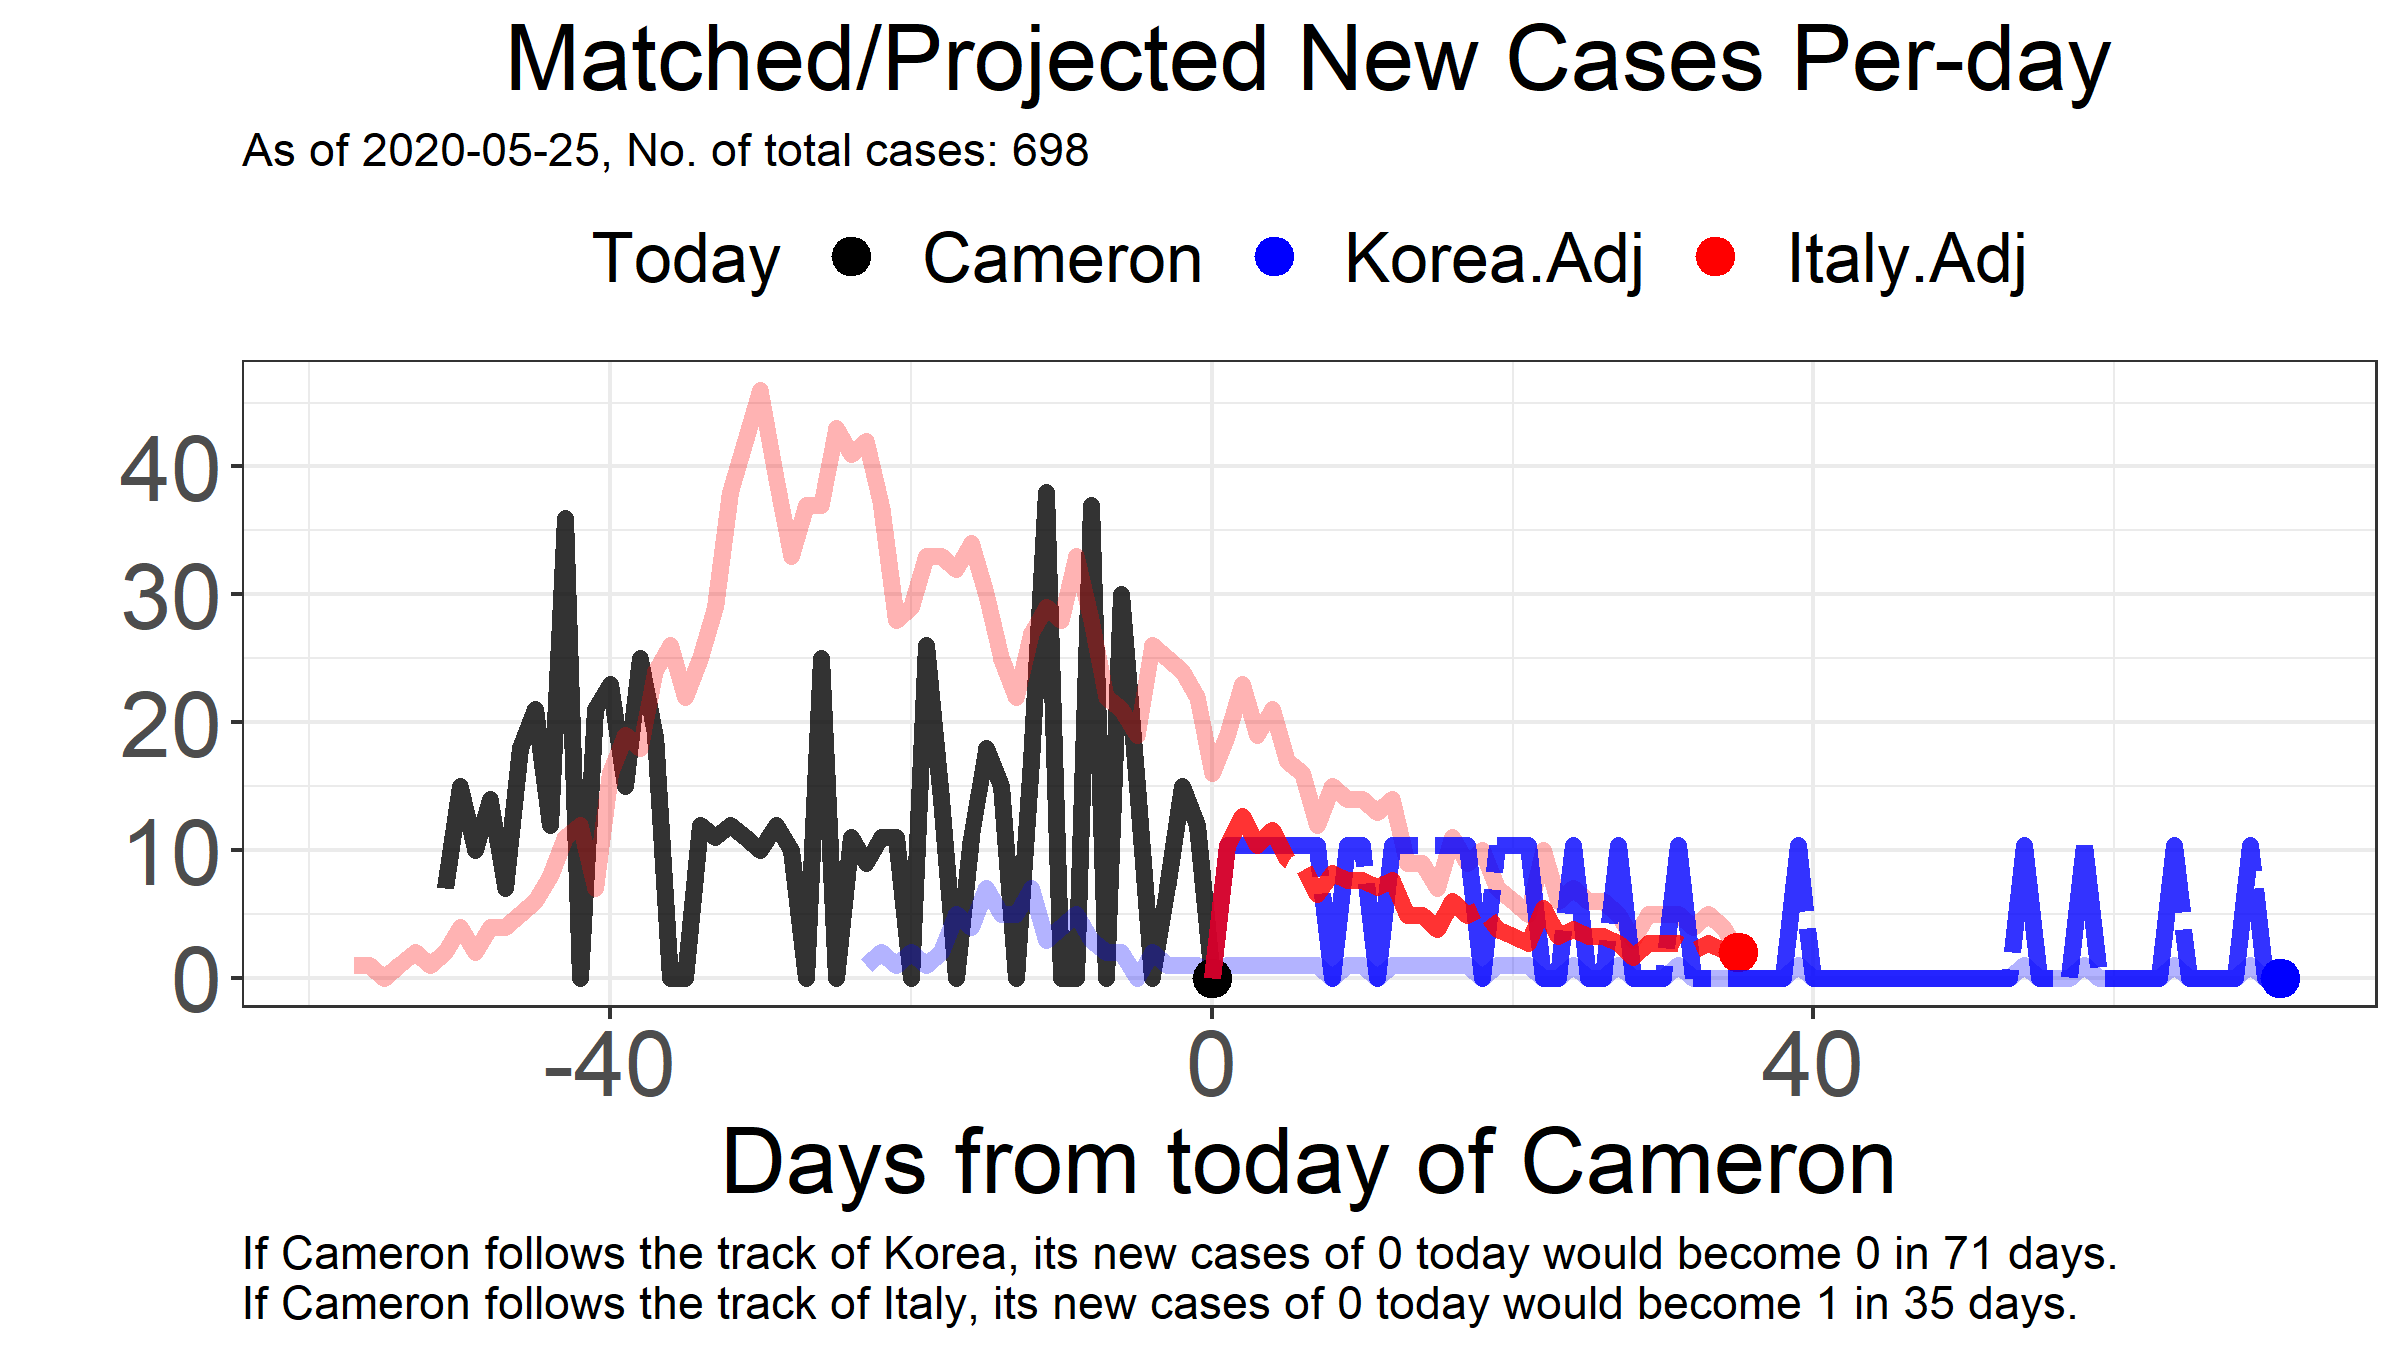 Matched/Projected New Cases Per-day
As of 2020-05-25, No. of total cases: 698
Today Cameron Korea.Adj Italy.Adj
40
30
20
10
0
-40 0 40
Days from today of Cameron
If Cameron follows the track of Korea, its new cases of 0 today would become 0 in 71 days.
If Cameron follows the track of Italy, its new cases of 0 today would become 1 in 35 days.